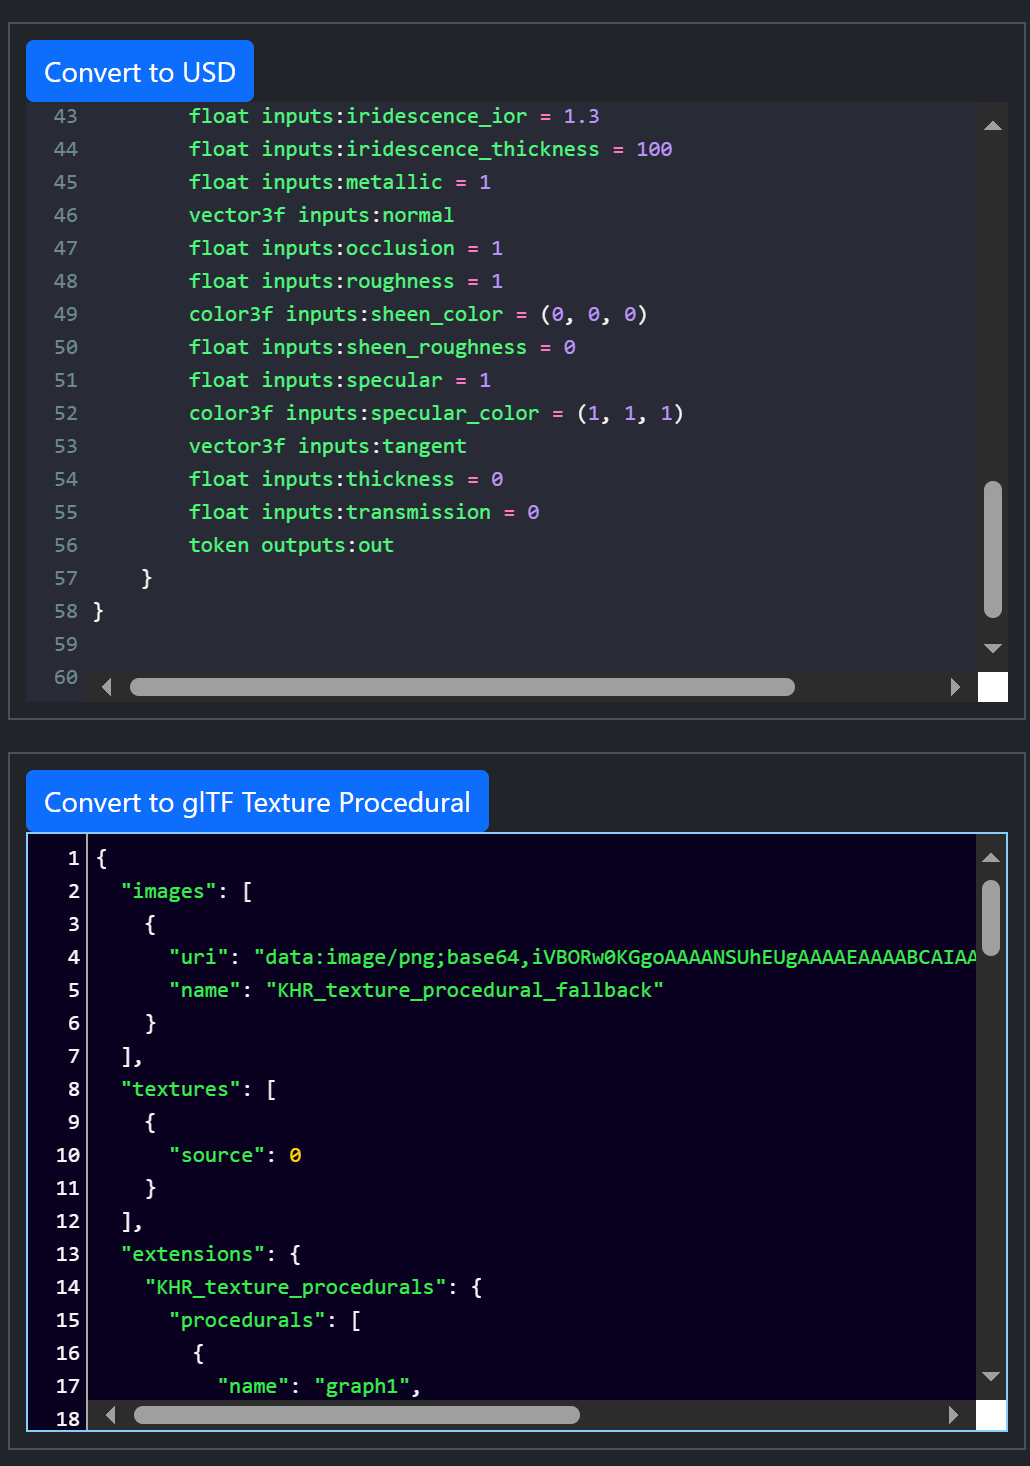 Convert to USD
43 float inputs:iridescence_ior = 1.3
44 float inputs:iridescence_thickness = 100
45 float inputs:metallic = 1
46 vector3f inputs:normal
47 float inputs:occlusion = 1
48 float inputs:roughness = 1
49 color3f inputs:sheen_color = (0, 0, 0)
50 float inputs:sheen_roughness = 0
51 float inputs:specular = 1
52 color3f inputs:specular_color = (1, 1, 1)
53 vector3f inputs:tangent
54 float inputs:thickness = 0
55 float inputs:transmission = 0
56 token outputs:out
57 }
58 }
59
60
Convert to glTF Texture Procedural
1 {
2 "images": [
3 {
4 "uri": "data:image/png;base64,iVBORw0KGgoAAAANSUhEUgAAAAEAAAABCAIAA
5 "name": "KHR_texture_procedural_fallback"
6 }
7 ],
8 "textures": [
9 {
10 "source": 0
11 }
12 ],
13 "extensions": {
14 "KHR_texture_procedurals": {
15 "procedurals": [
16 {
17 "name": "graph1",
18